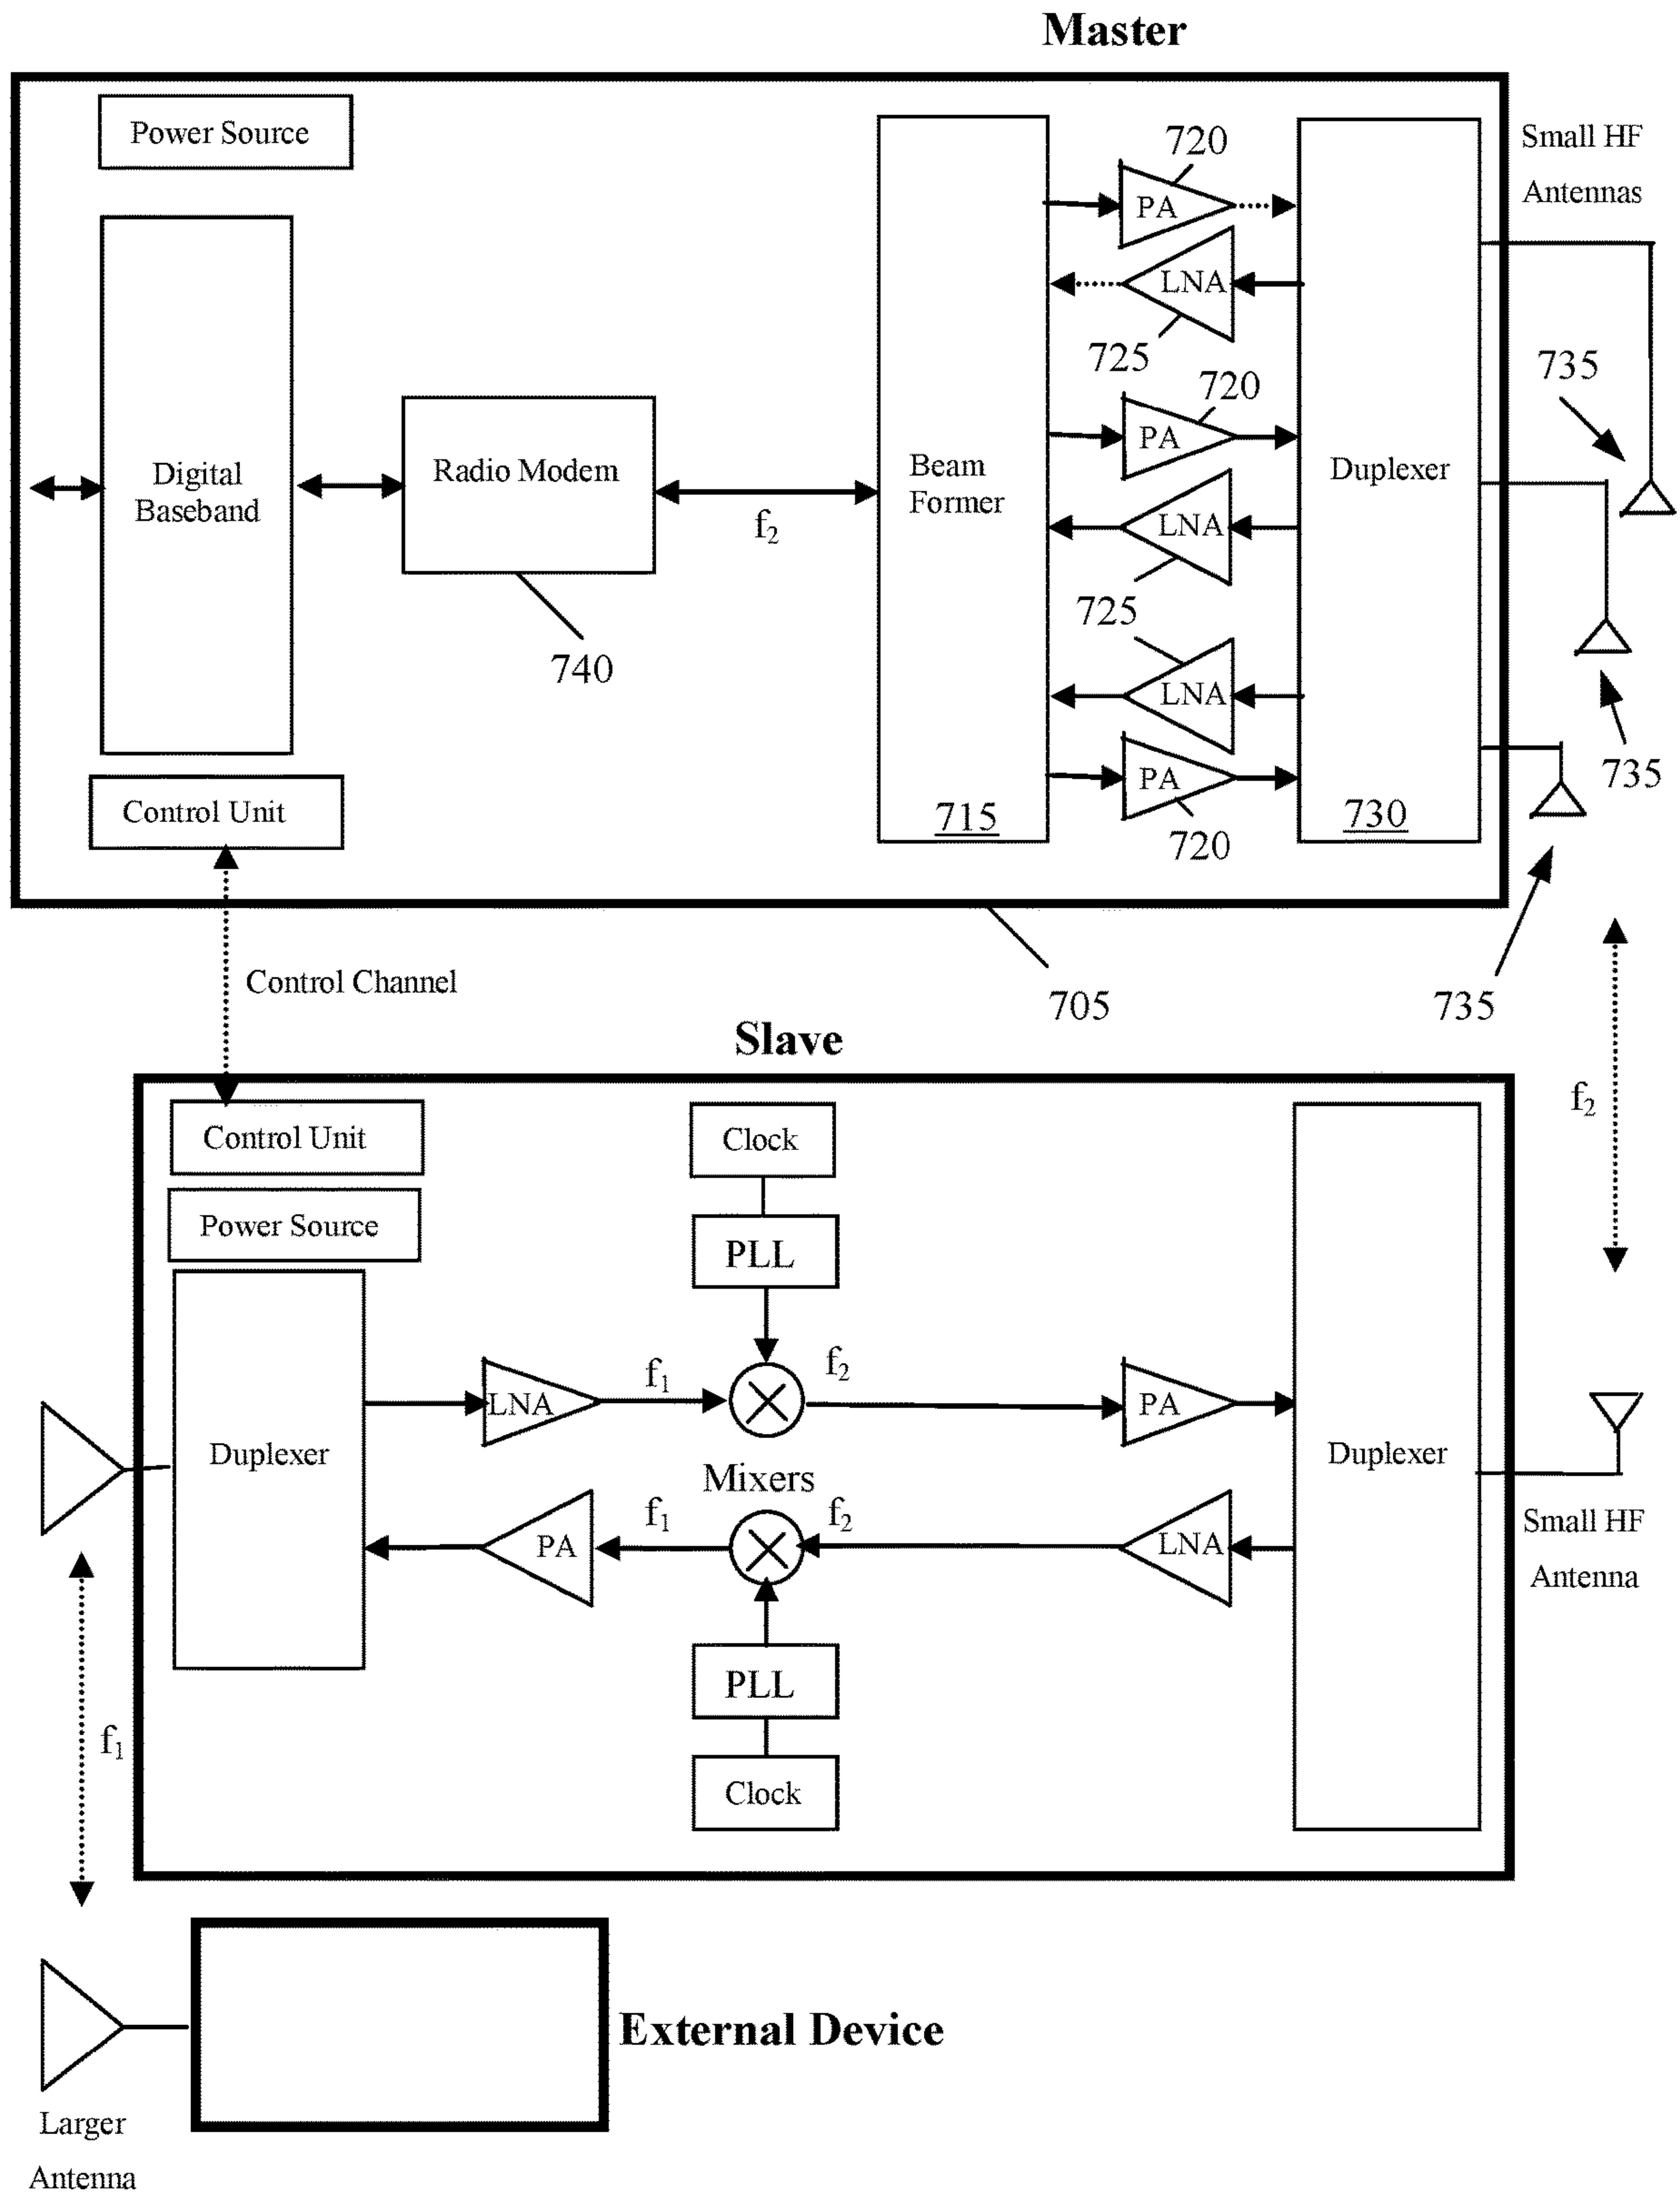 Master
Power Source
Small HF
Antennas
720
PA
LNA
725
735
720
PA
Digital
Baseband
Radio Modem
f2
Beam
Former
Duplexer
LNA
725
740
LNA
735
PA
Control Unit
715
730
720
Control Channel
705
735
Slave
f2
Control Unit
Clock
Power Source
PLL
f1
f2
LNA
PA
Duplexer
Duplexer
Mixers
f1
f2
PA
LNA
Small HF
Antenna
PLL
f1
Clock
External Device
Larger
Antenna